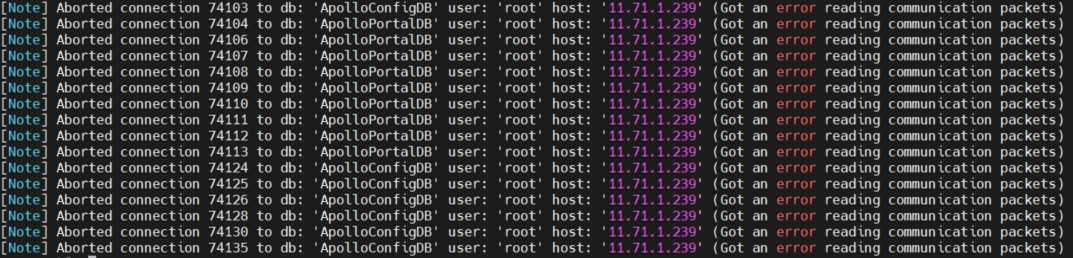 [Note] Aborted connection 74103 to db: 'ApolloConfigDB' user: 'root' host: '11.71.1.239' (Got an error reading communication packets)
[Note] Aborted connection 74104 to db: 'ApolloPortalDB' user: 'root' host: '11.71.1.239' (Got an error reading communication packets)
[Note] Aborted connection 74106 to db: 'ApolloPortalDB' user: 'root' host: '11.71.1.239' (Got an error reading communication packets)
[Note] Aborted connection 74107 to db: 'ApolloPortalDB' user: 'root' host: '11.71.1.239' (Got an error reading communication packets)
[Note] Aborted connection 74108 to db: 'ApolloPortalDB' user: 'root' host: '11.71.1.239' (Got an error reading communication packets)
[Note] Aborted connection 74109 to db: 'ApolloPortalDB' user: 'root' host: '11.71.1.239' (Got an error reading communication packets)
[Note] Aborted connection 74110 to db: 'ApolloPortalDB' user: 'root' host: '11.71.1.239' (Got an error reading communication packets)
[Note] Aborted connection 74111 to db: 'ApolloPortalDB' user: 'root' host: '11.71.1.239' (Got an error reading communication packets)
[Note] Aborted connection 74112 to db: 'ApolloPortalDB' user: 'root' host: '11.71.1.239' (Got an error reading communication packets)
[Note] Aborted connection 74113 to db: 'ApolloPortalDB' user: 'root' host: '11.71.1.239' (Got an error reading communication packets)
[Note] Aborted connection 74124 to db: 'ApolloConfigDB' user: 'root' host: '11.71.1.239' (Got an error reading communication packets)
[Note] Aborted connection 74125 to db: 'ApolloConfigDB' user: 'root' host: '11.71.1.239' (Got an error reading communication packets)
[Note] Aborted connection 74126 to db: 'ApolloConfigDB' user: 'root' host: '11.71.1.239' (Got an error reading communication packets)
[Note] Aborted connection 74128 to db: 'ApolloConfigDB' user: 'root' host: '11.71.1.239' (Got an error reading communication packets)
[Note] Aborted connection 74130 to db: 'ApolloConfigDB' user: 'root' host: '11.71.1.239' (Got an error reading communication packets)
[Note] Aborted connection 74135 to db: 'ApolloConfigDB' user: 'root' host: '11.71.1.239' (Got an error reading communication packets)